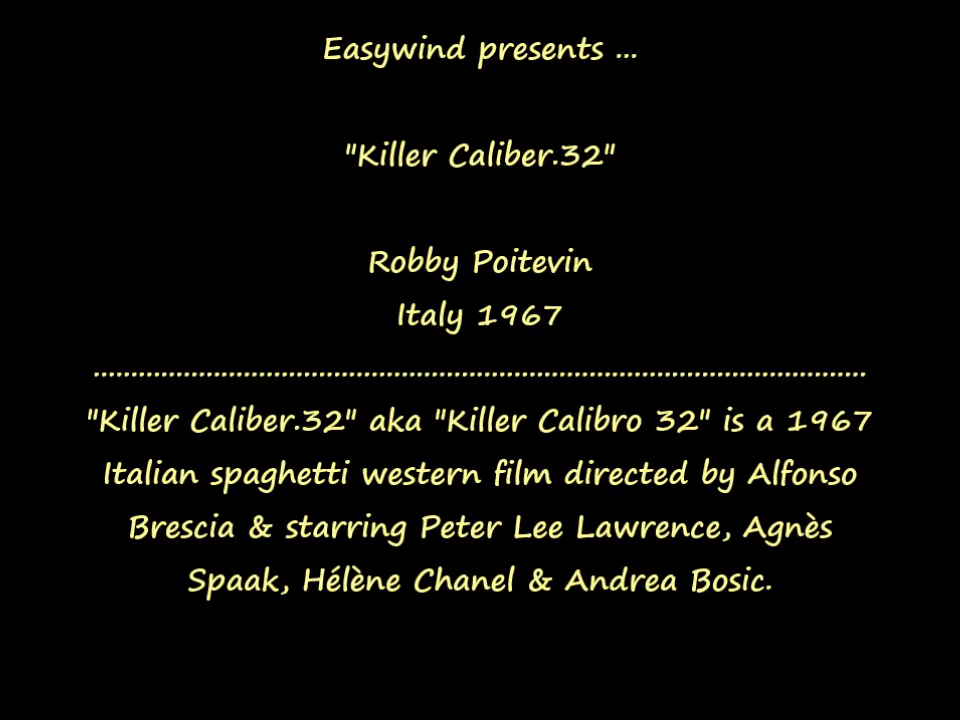 Easywind presents ...
"Killer Caliber.32"
Robby Poitevin
Italy 1967
.......................................................................................................
"Killer Caliber.32" aka "Killer Calibro 32" is a 1967
Italian spaghetti western film directed by Alfonso
Brescia & starring Peter Lee Lawrence, Agnès
Spaak, Hélène Chanel & Andrea Bosic.